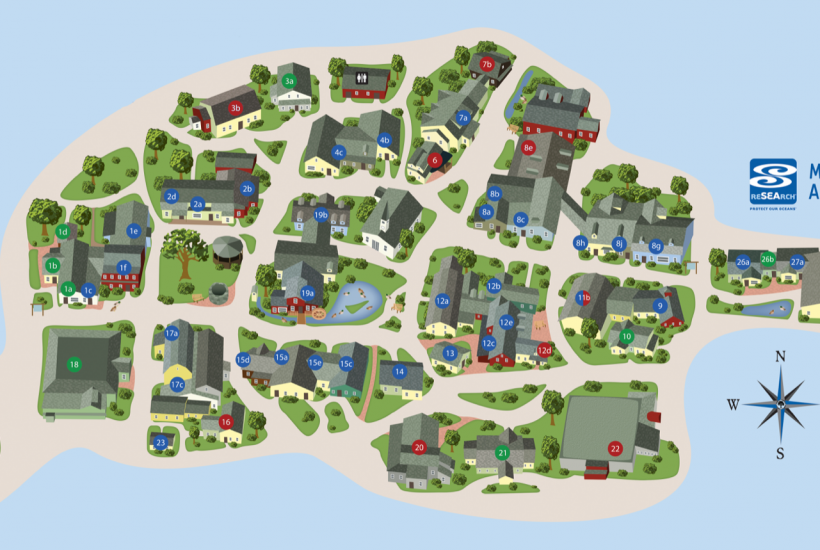 7b
3a
3b
7a
4b
4c
6
8e
2d
2a
2b
8b
8a
8c
19b
1d
1e
8h
8j
8g
1b
1f
26a
26b
27a
1a
1c
19a
12a
12b
11b
9
12e
10
17a
12c
12d
18
15d
15a
15e
15c
13
14
17c
16
23
20
21
22
reSEArch
PROTECT OUR OCEANS
M
A
N
W
S